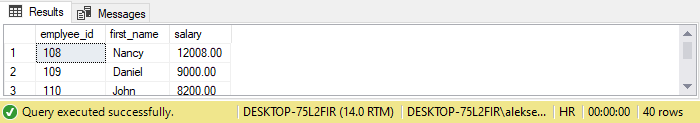 Results Messages
emplyee_id first_name salary
1 108 Nancy 12008.00
2 109 Daniel 9000.00
3 110 John 8200.00
Query executed successfully. DESKTOP-75L2FIR (14.0 RTM) DESKTOP-75L2FIR\alekse... HR 00:00:00 40 rows